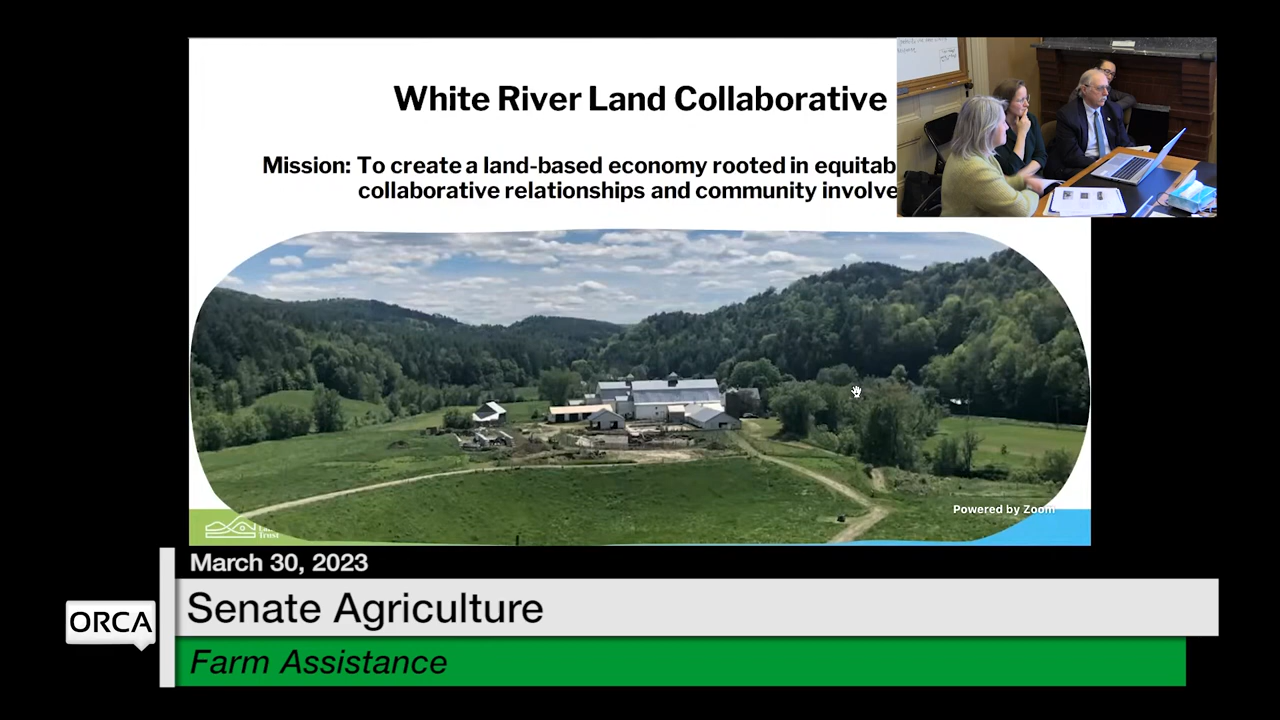 White River Land Collaborative
Mission: To create a land-based economy rooted in equitab
collaborative relationships and community involve
Trust
Powered by Zoom
March 30, 2023
Senate Agriculture
ORCA
Farm Assistance